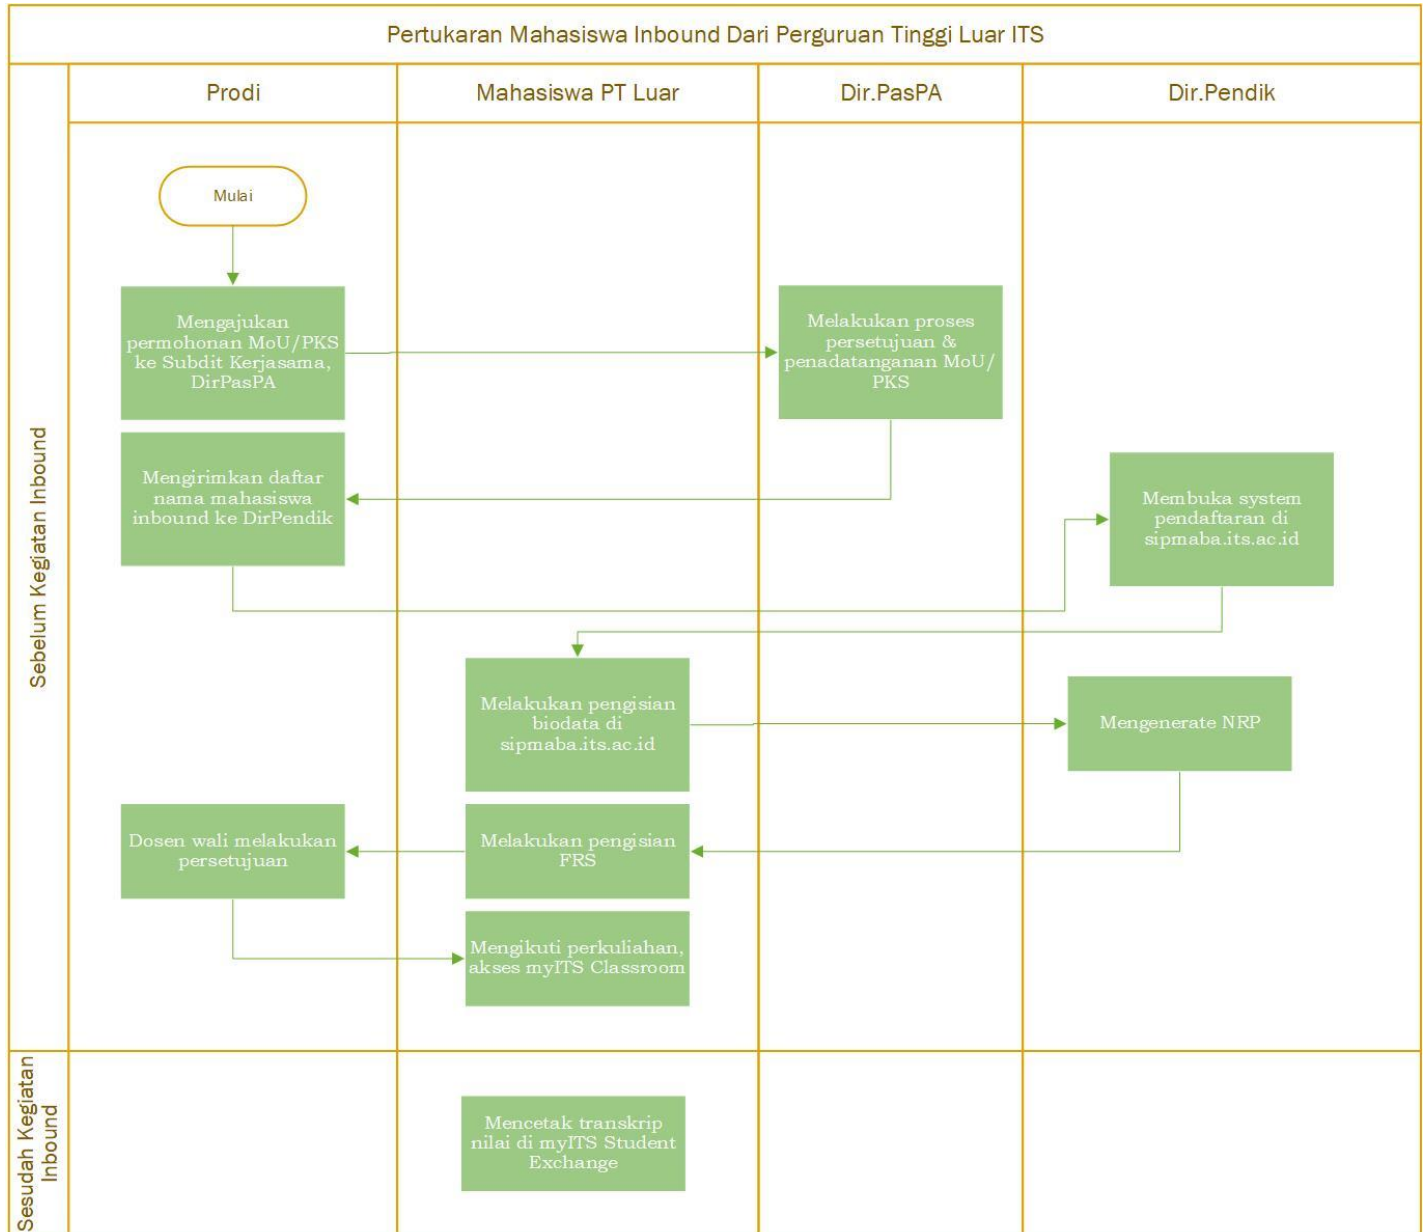 Pertukaran Mahasiswa Inbound Dari Perguruan Tinggi Luar ITS
Prodi
Mahasiswa PT Luar
Dir.PasPA
Dir.Pendik
Sebelum Kegiatan Inbound
Mulai
Mengajukan
permohonan MoU/PKS
ke Subdit Kerjasama,
DirPasPA
Melakukan proses
persetujuan &
penadatanganan MoU/
PKS
Mengirimkan daftar
nama mahasiswa
inbound ke DirPendik
Membuka system
pendaftaran di
sipmaba.its.ac.id
Melakukan pengisian
biodata di
sipmaba.its.ac.id
Mengenerate NRP
Dosen wali melakukan
persetujuan
Melakukan pengisian
FRS
Mengikuti perkuliahan,
akses myITS Classroom
Sesudah Kegiatan
Inbound
Mencetak transkrip
nilai di myITS Student
Exchange